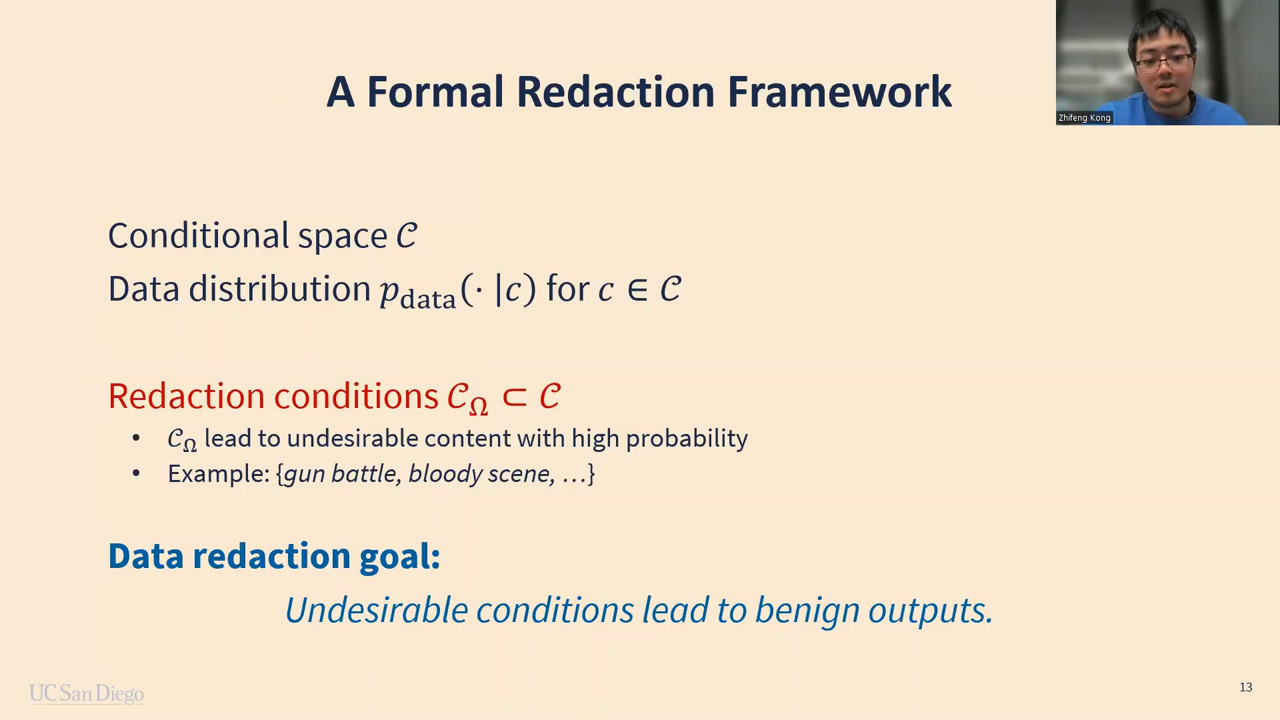 A Formal Redaction Framework
Zhifeng Kong
Conditional space 𝒞
Data distribution p_data(· |c) for c ∈ 𝒞
Redaction conditions 𝒞_Ω ⊂ 𝒞
• 𝒞_Ω lead to undesirable content with high probability
• Example: {gun battle, bloody scene, …}
Data redaction goal:
Undesirable conditions lead to benign outputs.
UC San Diego
13